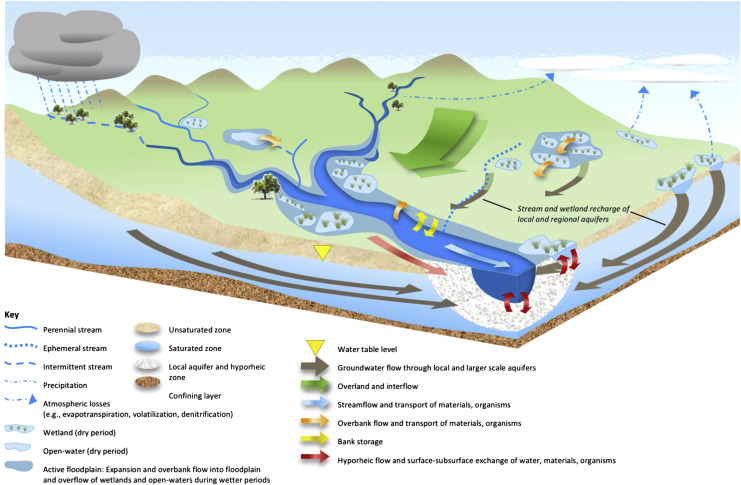 Stream and wetland recharge of
local and regional aquifers
Key
Perennial stream
Ephemeral stream
Intermittent stream
Precipitation
Atmospheric losses
(e.g., evapotranspiration, volatilization, denitrification)
Wetland (dry period)
Open-water (dry period)
Active floodplain: Expansion and overbank flow into floodplain
and overflow of wetlands and open-waters during wetter periods
Unsaturated zone
Saturated zone
Local aquifer and hyporheic
zone
Confining layer
Water table level
Groundwater flow through local and larger scale aquifers
Overland and interflow
Streamflow and transport of materials, organisms
Overbank flow and transport of materials, organisms
Bank storage
Hyporheic flow and surface-subsurface exchange of water, materials, organisms